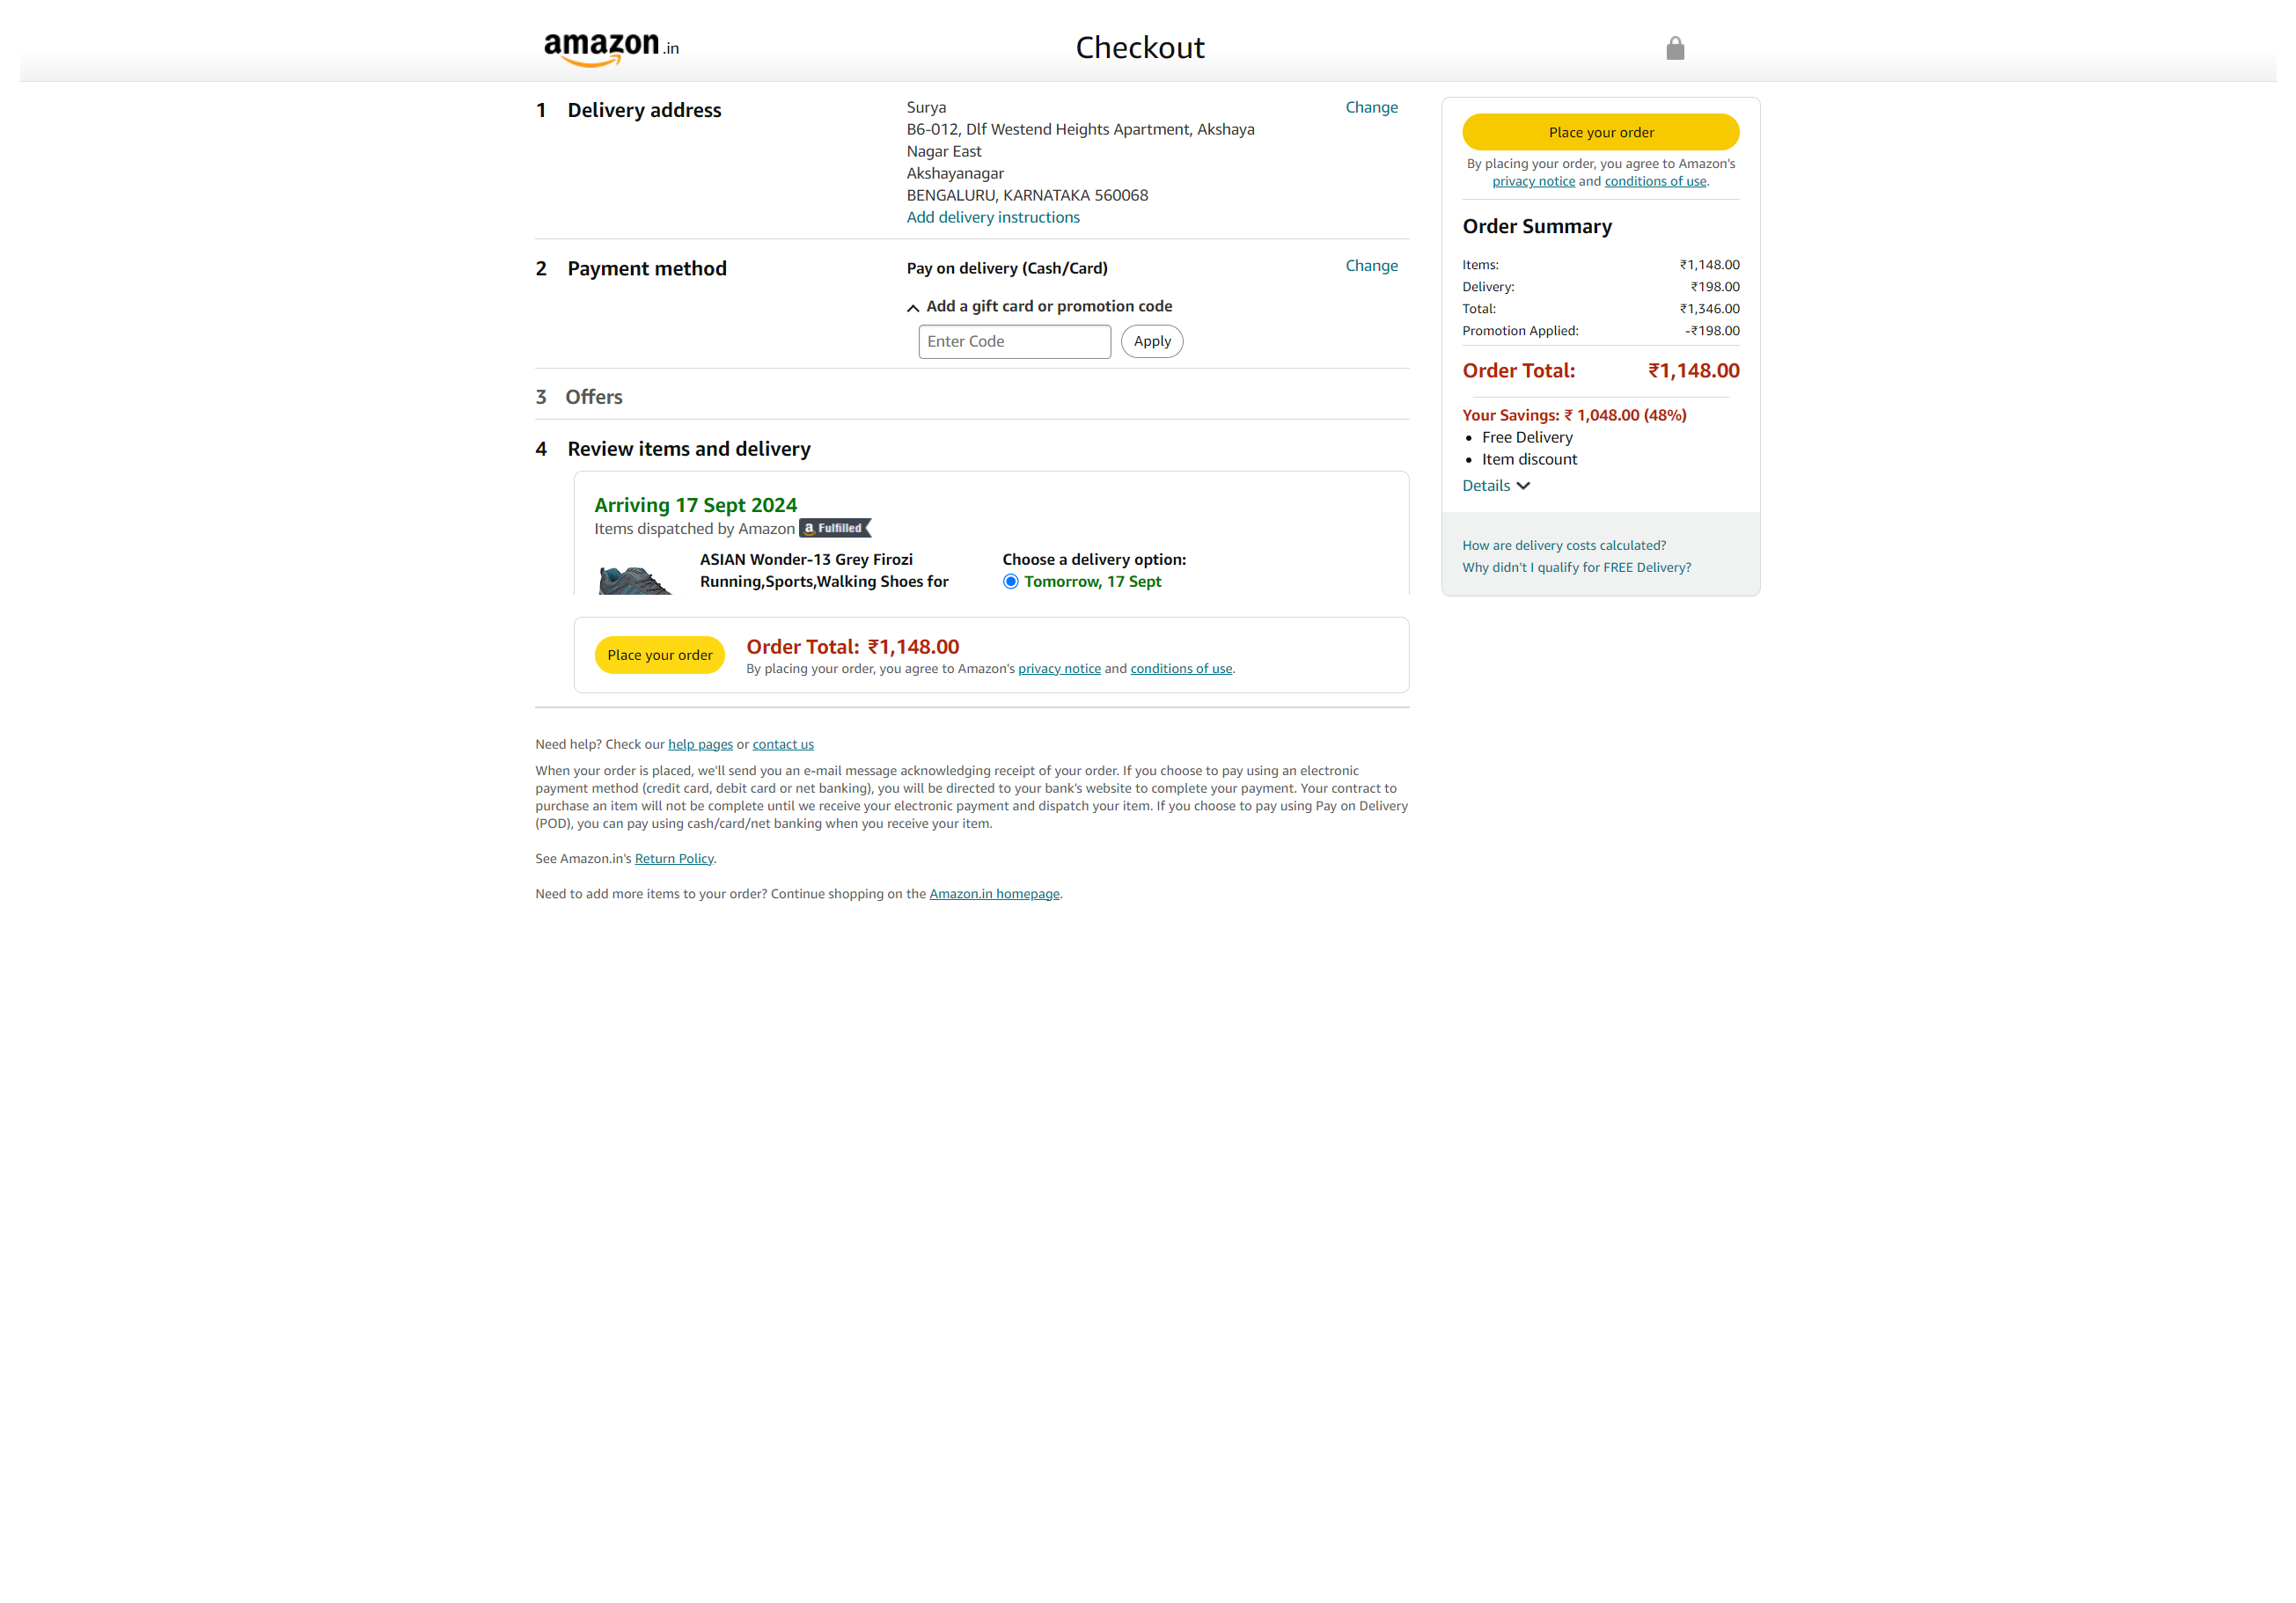 amazon.in
Checkout
1 Delivery address
Surya
B6-012, Dlf Westend Heights Apartment, Akshaya
Nagar East
Akshayanagar
BENGALURU, KARNATAKA 560068
Add delivery instructions
Change
2 Payment method
Pay on delivery (Cash/Card)
Change
Add a gift card or promotion code
Enter Code
Apply
3 Offers
4 Review items and delivery
Arriving 17 Sept 2024
Items dispatched by Amazon a Fulfilled
ASIAN Wonder-13 Grey Firozi
Running,Sports,Walking Shoes for
Choose a delivery option:
Tomorrow, 17 Sept
Place your order
Order Total: ₹1,148.00
By placing your order, you agree to Amazon's privacy notice and conditions of use.
Need help? Check our help pages or contact us
When your order is placed, we'll send you an e-mail message acknowledging receipt of your order. If you choose to pay using an electronic
payment method (credit card, debit card or net banking), you will be directed to your bank's website to complete your payment. Your contract to
purchase an item will not be complete until we receive your electronic payment and dispatch your item. If you choose to pay using Pay on Delivery
(POD), you can pay using cash/card/net banking when you receive your item.
See Amazon.in's Return Policy.
Need to add more items to your order? Continue shopping on the Amazon.in homepage.
Place your order
By placing your order, you agree to Amazon's
privacy notice and conditions of use.
Order Summary
Items: ₹1,148.00
Delivery: ₹198.00
Total: ₹1,346.00
Promotion Applied: -₹198.00
Order Total: ₹1,148.00
Your Savings: ₹ 1,048.00 (48%)
• Free Delivery
• Item discount
Details
How are delivery costs calculated?
Why didn't I qualify for FREE Delivery?